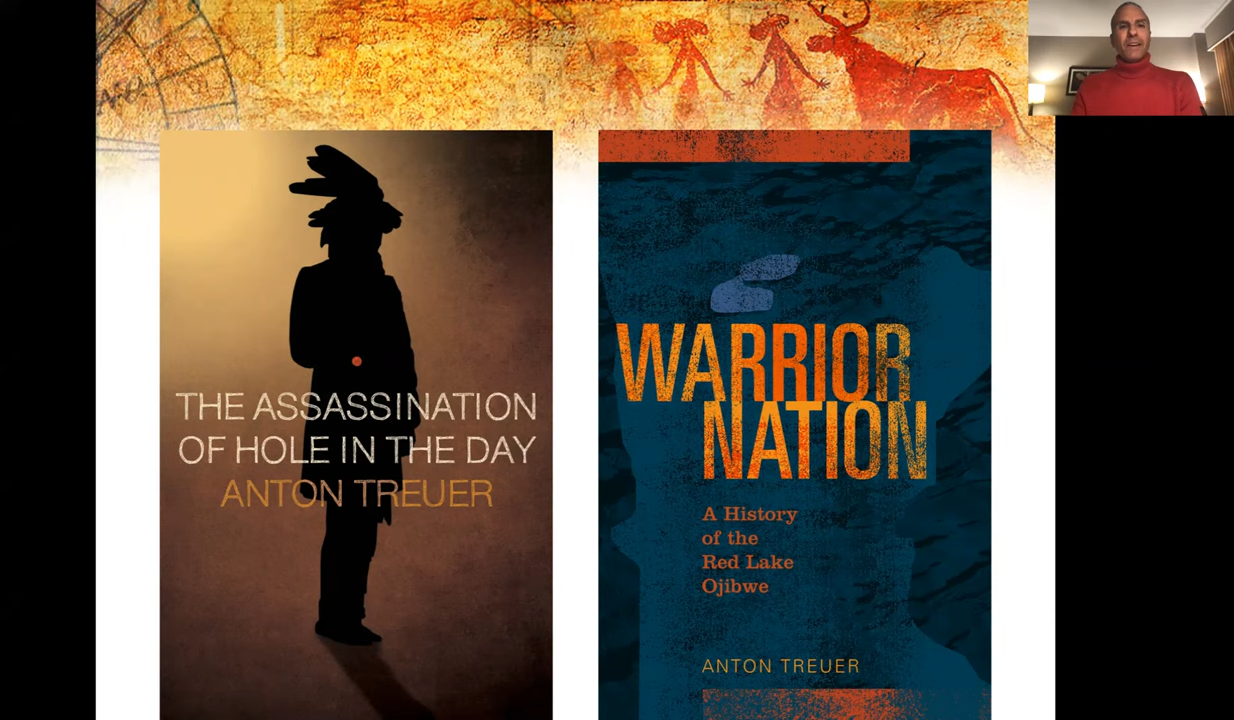 THE ASSASSINATION
OF HOLE IN THE DAY
ANTON TREUER
WARRIOR
NATION
A History
of the
Red Lake
Ojibwe
ANTON TREUER